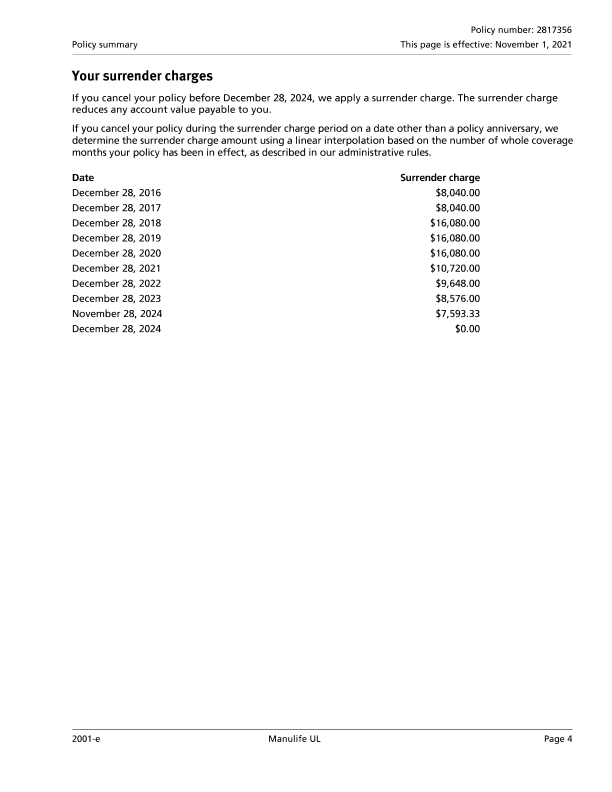 Policy number: 2817356
Policy summary This page is effective: November 1, 2021
Your surrender charges
If you cancel your policy before December 28, 2024, we apply a surrender charge. The surrender charge
reduces any account value payable to you.
If you cancel your policy during the surrender charge period on a date other than a policy anniversary, we
determine the surrender charge amount using a linear interpolation based on the number of whole coverage
months your policy has been in effect, as described in our administrative rules.
Date Surrender charge
December 28, 2016 $8,040.00
December 28, 2017 $8,040.00
December 28, 2018 $16,080.00
December 28, 2019 $16,080.00
December 28, 2020 $16,080.00
December 28, 2021 $10,720.00
December 28, 2022 $9,648.00
December 28, 2023 $8,576.00
November 28, 2024 $7,593.33
December 28, 2024 $0.00
2001-e Manulife UL Page 4